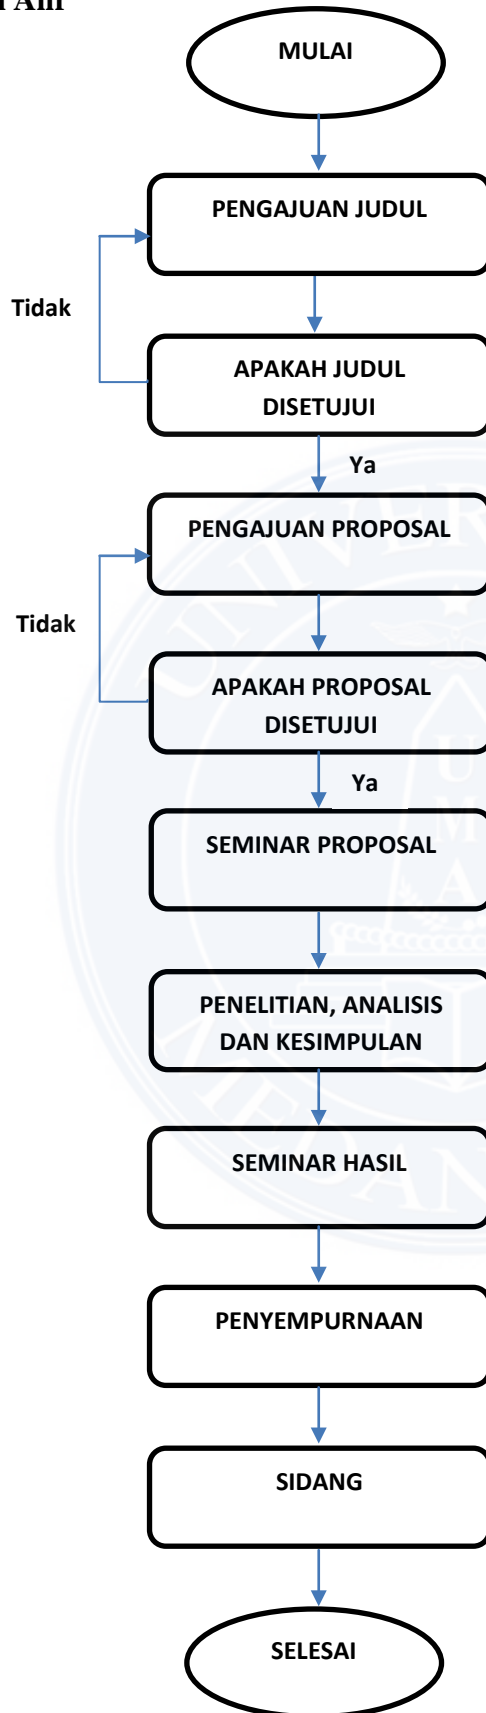 MULAI
PENGAJUAN JUDUL
Tidak
APAKAH JUDUL
DISETUJUI
Ya
PENGAJUAN PROPOSAL
Tidak
APAKAH PROPOSAL
DISETUJUI
Ya
SEMINAR PROPOSAL
PENELITIAN, ANALISIS
DAN KESIMPULAN
SEMINAR HASIL
PENYEMPURNAAN
SIDANG
SELESAI